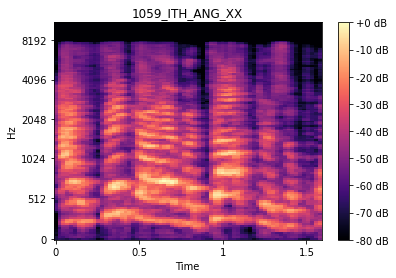 1059_ITH_ANG_XX
+0 dB
8192
-10 dB
4096
-20 dB
-30 dB
2048
Hz
-40 dB
1024
-50 dB
512
-60 dB
-70 dB
0
-80 dB
0 0.5 1 1.5
Time